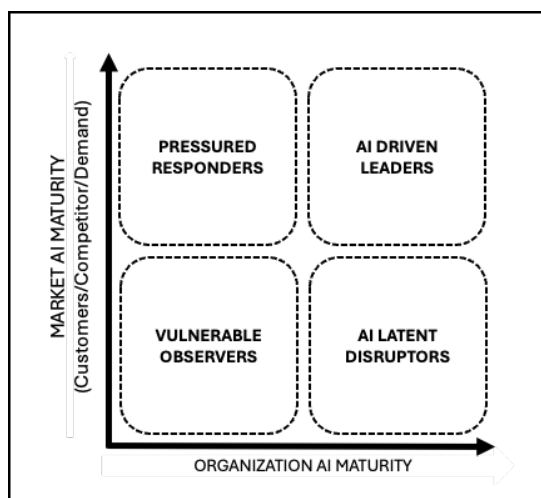 MARKET AI MATURITY
(Customers/Competitor/Demand)
PRESSURED
RESPONDERS
AI DRIVEN
LEADERS
VULNERABLE
OBSERVERS
AI LATENT
DISRUPTORS
ORGANIZATION AI MATURITY